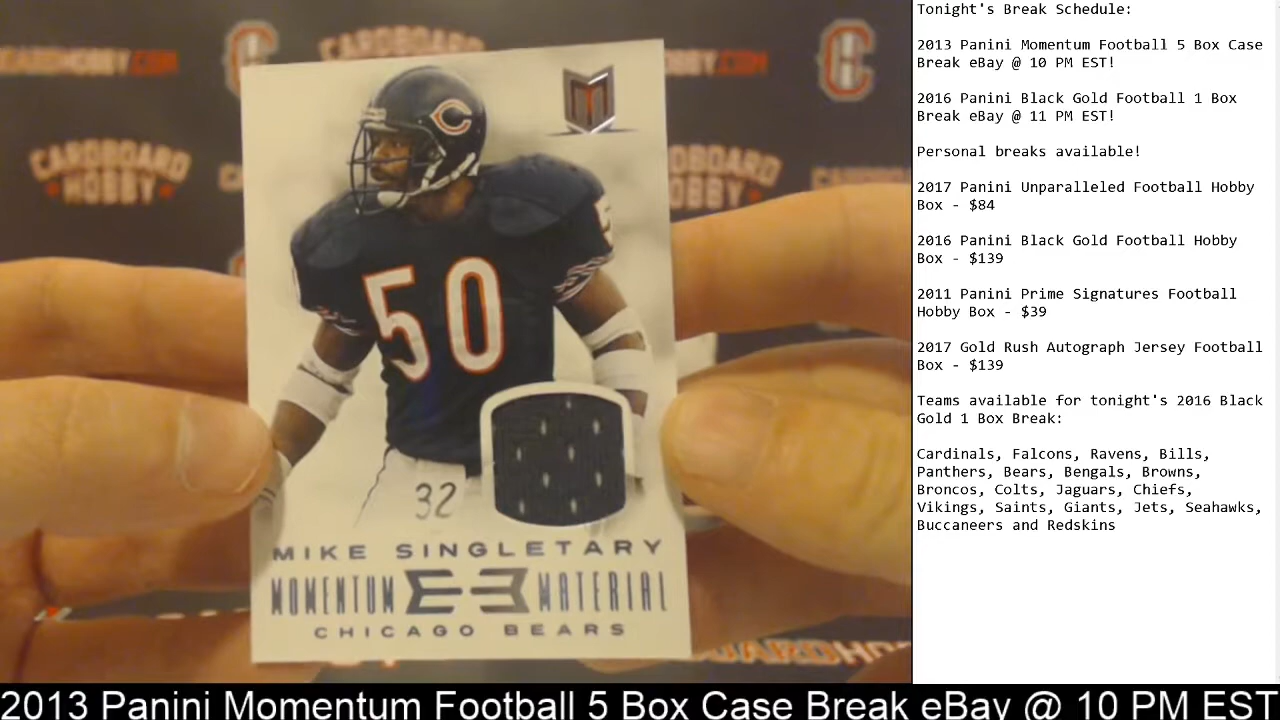 CARDBOARDHOBBY.COM
CARDBOARD
HOBBY
CARDBOARD
HOBBY
50
32
MIKE SINGLETARY
MOMENTUM MATERIAL
CHICAGO BEARS
Tonight's Break Schedule:
2013 Panini Momentum Football 5 Box Case
Break eBay @ 10 PM EST!
2016 Panini Black Gold Football 1 Box
Break eBay @ 11 PM EST!
Personal breaks available!
2017 Panini Unparalleled Football Hobby
Box - $84
2016 Panini Black Gold Football Hobby
Box - $139
2011 Panini Prime Signatures Football
Hobby Box - $39
2017 Gold Rush Autograph Jersey Football
Box - $139
Teams available for tonight's 2016 Black
Gold 1 Box Break:
Cardinals, Falcons, Ravens, Bills,
Panthers, Bears, Bengals, Browns,
Broncos, Colts, Jaguars, Chiefs,
Vikings, Saints, Giants, Jets, Seahawks,
Buccaneers and Redskins
2013 Panini Momentum Football 5 Box Case Break eBay @ 10 PM EST